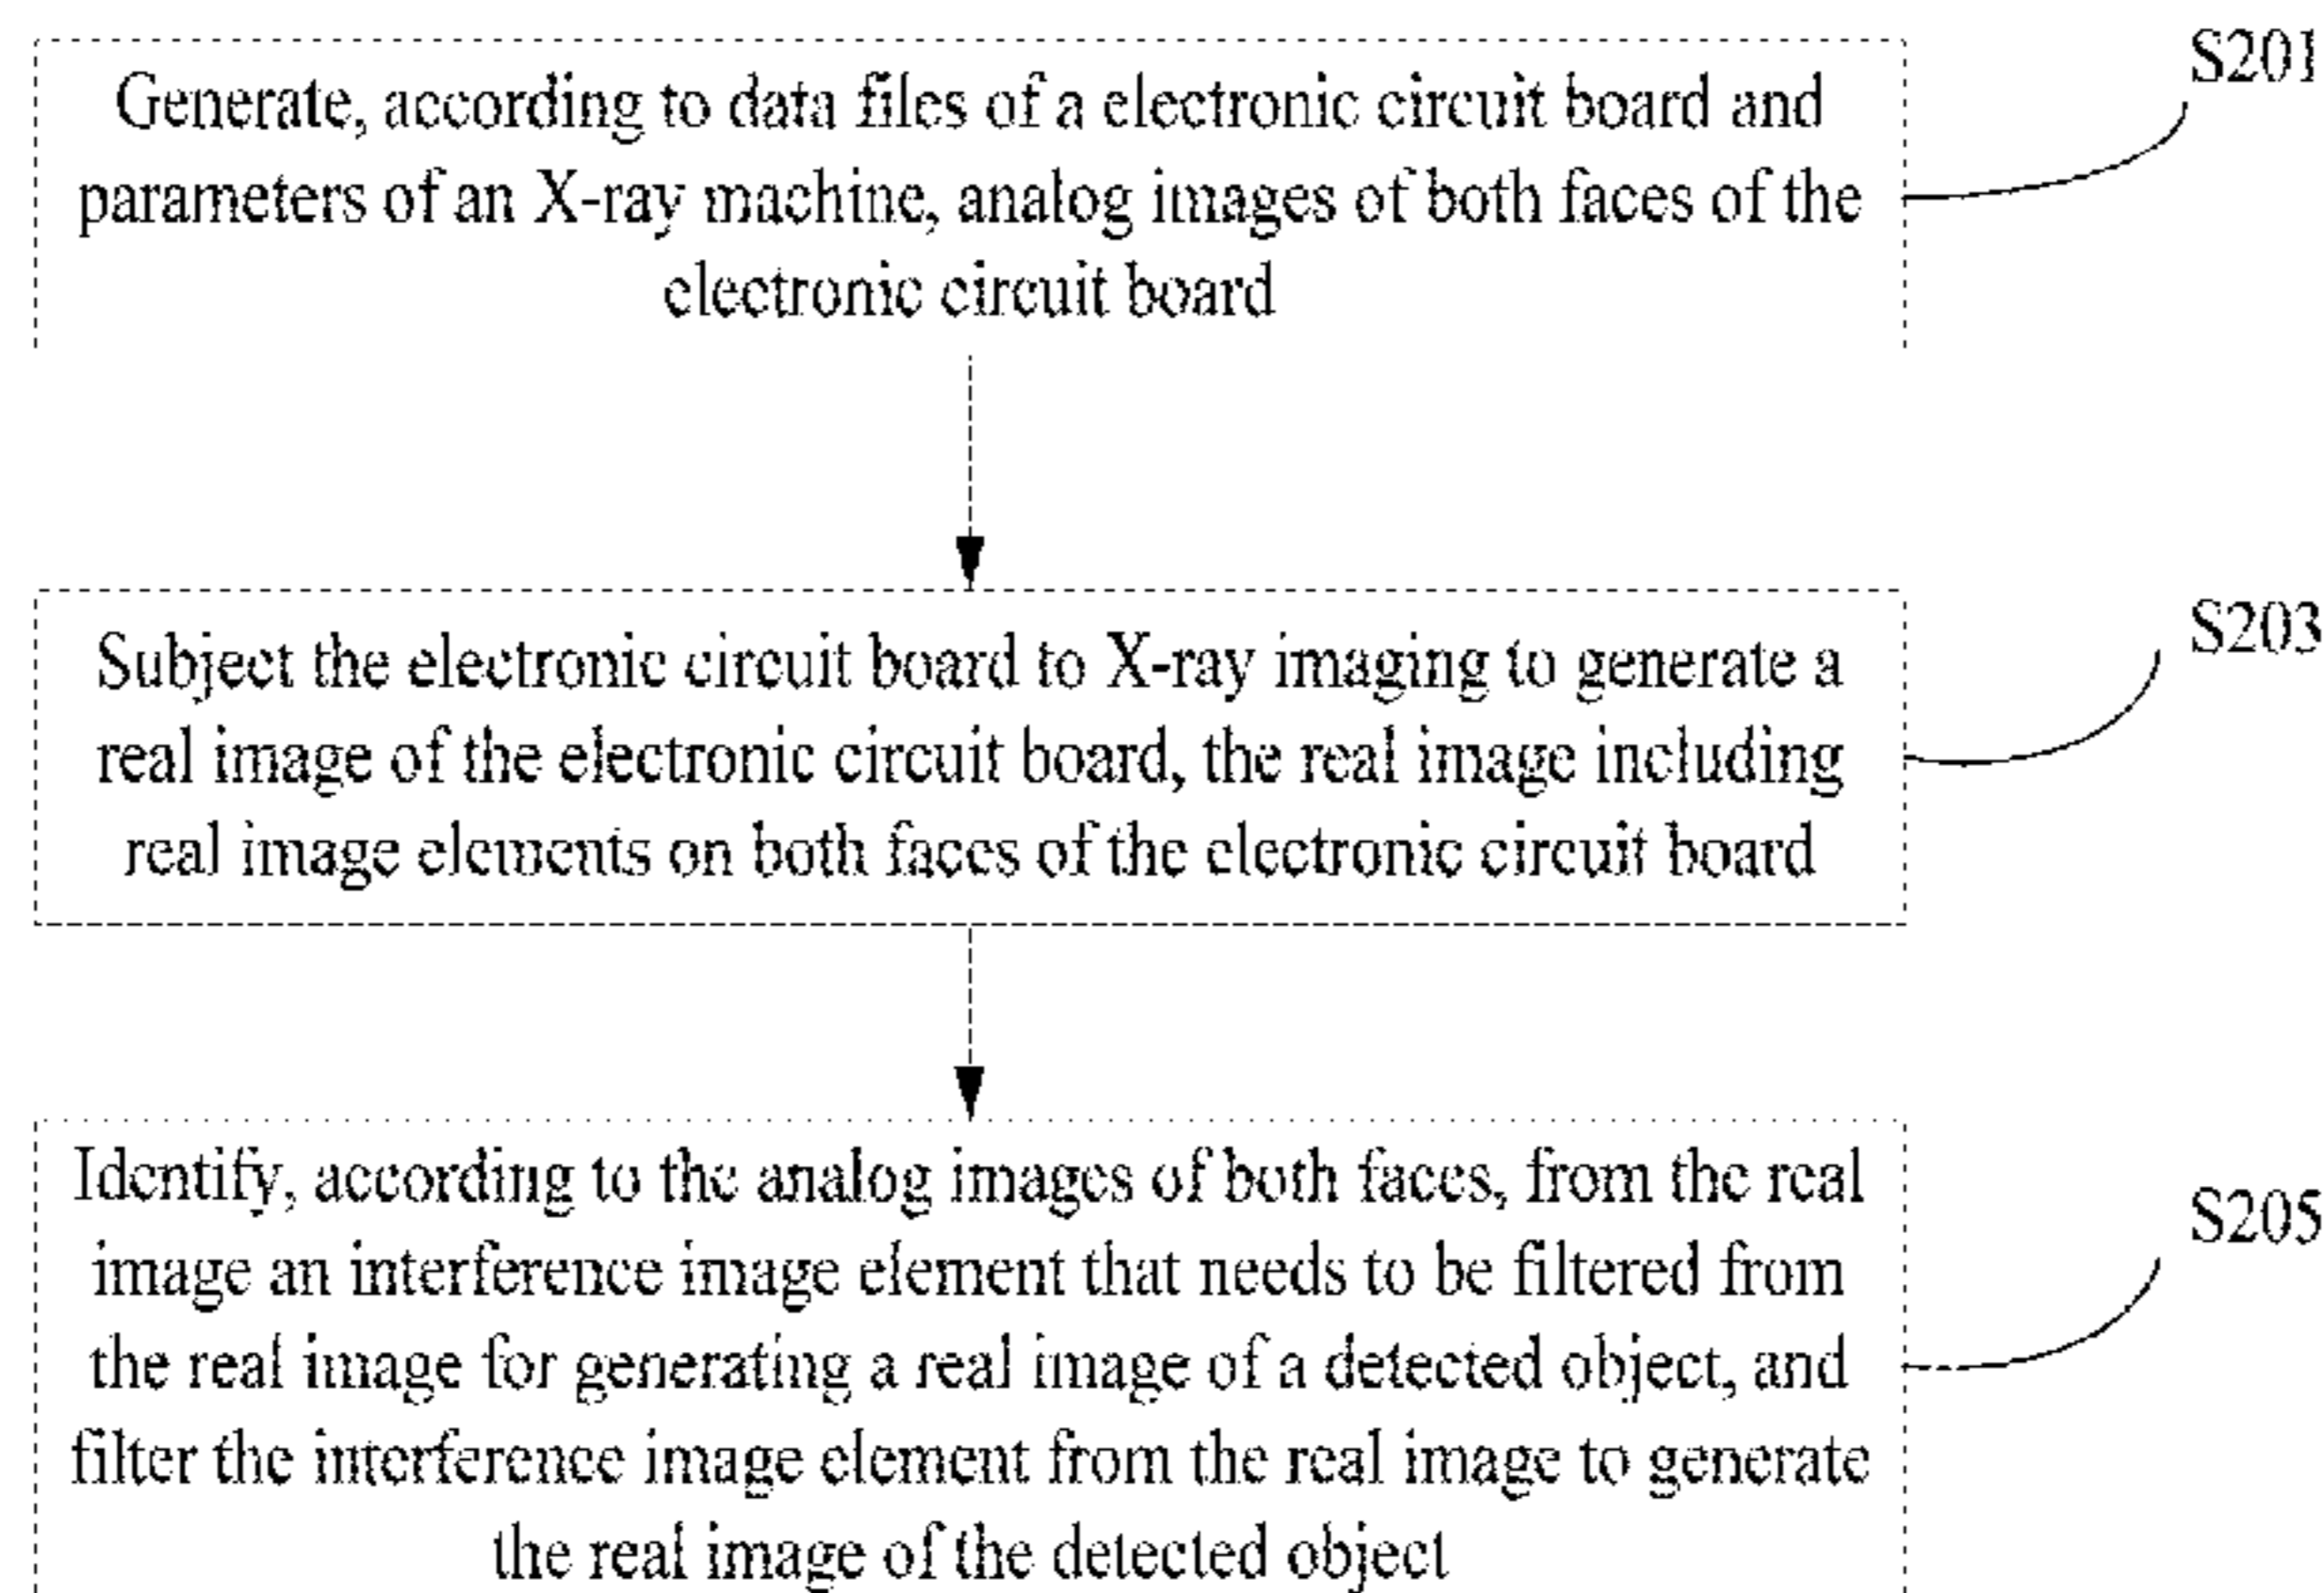 S201
Generate, according to data files of a electronic circuit board and
parameters of an X-ray machine, analog images of both faces of the
electronic circuit board
S203
Subject the electronic circuit board to X-ray imaging to generate a
real image of the electronic circuit board, the real image including
real image elements on both faces of the electronic circuit board
Identify, according to the analog images of both faces, from the real
S205
image an interference image element that needs to be filtered from
the real image for generating a real image of a detected object, and
filter the interference image element from the real image to generate
the real image of the detected object